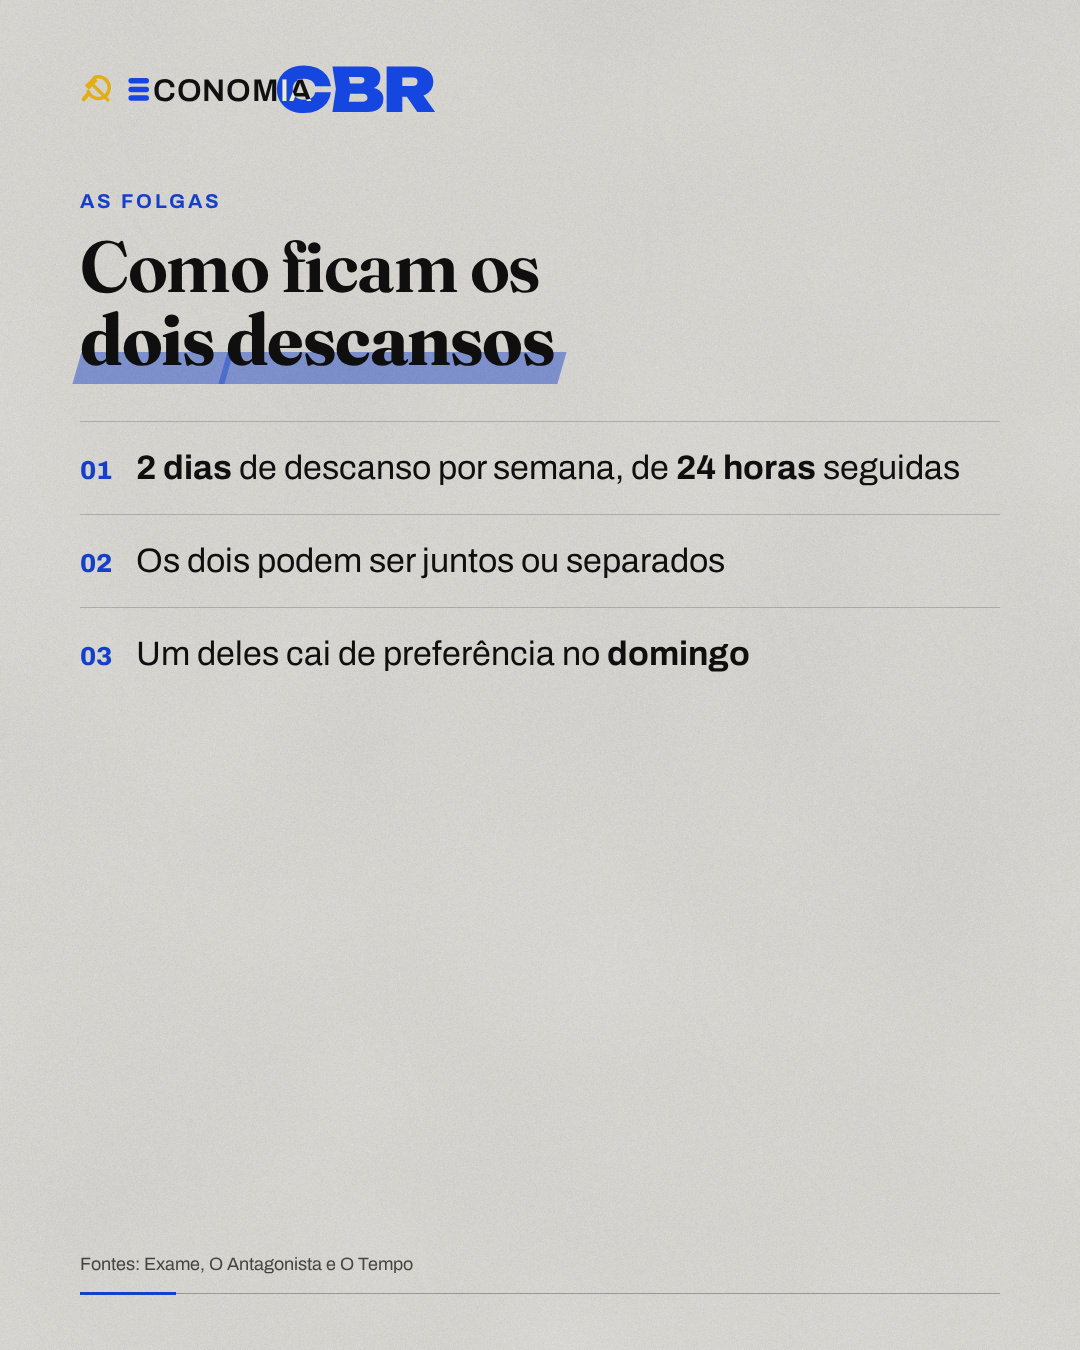 ECONOMIA CBR
AS FOLGAS
Como ficam os
dois descansos
01 2 dias de descanso por semana, de 24 horas seguidas
02 Os dois podem ser juntos ou separados
03 Um deles cai de preferência no domingo
Fontes: Exame, O Antagonista e O Tempo